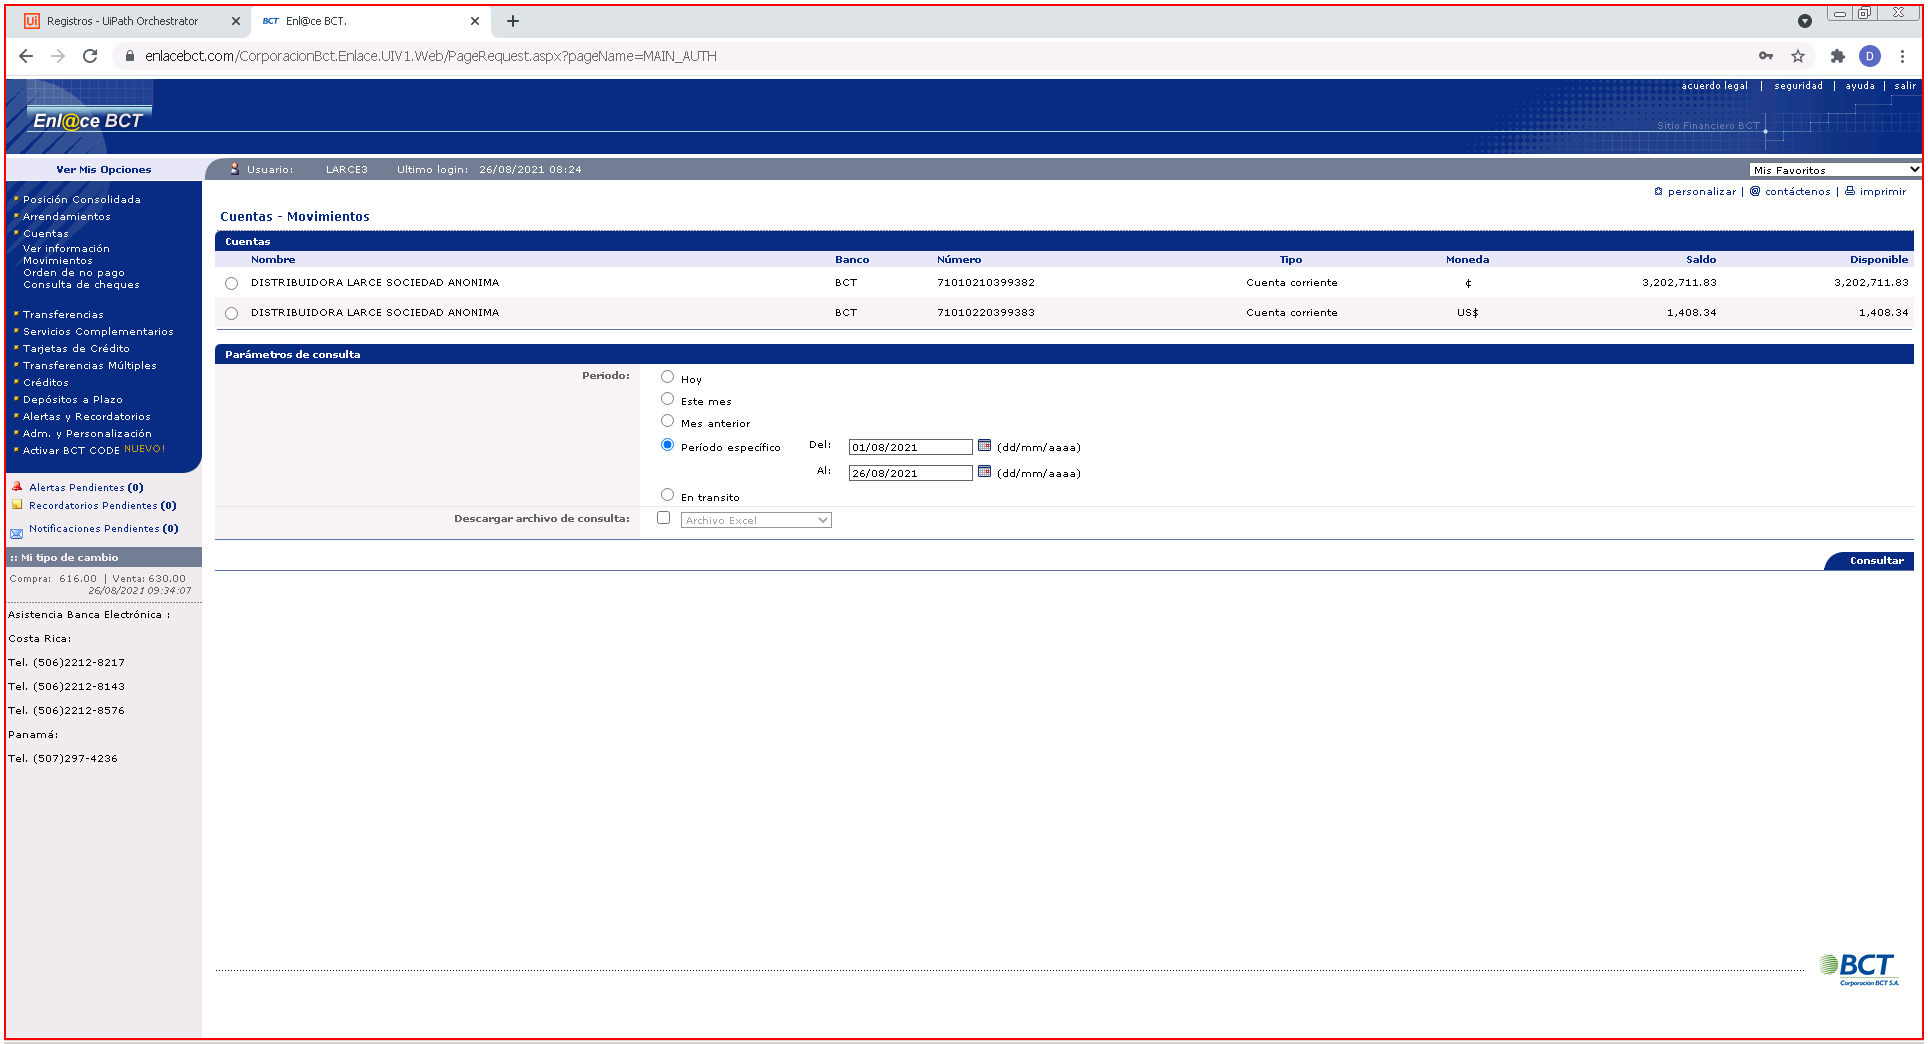 Ui Registros - UiPath Orchestrator
BCT Enl@ce BCT.
enlacebct.com/CorporacionBct.Enlace.UIV1.Web/PageRequest.aspx?pageName=MAIN_AUTH
D
acuerdo legal | seguridad | ayuda | salir
Enl@ce BCT
Sitio Financiero BCT
Ver Mis Opciones
Usuario: LARCE3 Ultimo login: 26/08/2021 08:24
Mis Favoritos
personalizar | contáctenos | imprimir
Posición Consolidada
Arrendamientos
Cuentas
Ver información
Movimientos
Orden de no pago
Consulta de cheques
Transferencias
Servicios Complementarios
Tarjetas de Crédito
Transferencias Múltiples
Créditos
Depósitos a Plazo
Alertas y Recordatorios
Adm. y Personalización
Activar BCT CODE NUEVO!
Alertas Pendientes (0)
Recordatorios Pendientes (0)
Notificaciones Pendientes (0)
:: Mi tipo de cambio
Compra: 616.00 | Venta: 630.00
26/08/2021 09:34:07
Asistencia Banca Electrónica :
Costa Rica:
Tel. (506)2212-8217
Tel. (506)2212-8143
Tel. (506)2212-8576
Panamá:
Tel. (507)297-4236
Cuentas - Movimientos
Cuentas
Nombre Banco Número Tipo Moneda Saldo Disponible
DISTRIBUIDORA LARCE SOCIEDAD ANONIMA BCT 71010210399382 Cuenta corriente ¢ 3,202,711.83 3,202,711.83
DISTRIBUIDORA LARCE SOCIEDAD ANONIMA BCT 71010220399383 Cuenta corriente US$ 1,408.34 1,408.34
Parámetros de consulta
Periodo:
Hoy
Este mes
Mes anterior
Período específico Del: 01/08/2021 (dd/mm/aaaa)
Al: 26/08/2021 (dd/mm/aaaa)
En transito
Descargar archivo de consulta: Archivo Excel
Consultar
BCT
Corporación BCT S.A.